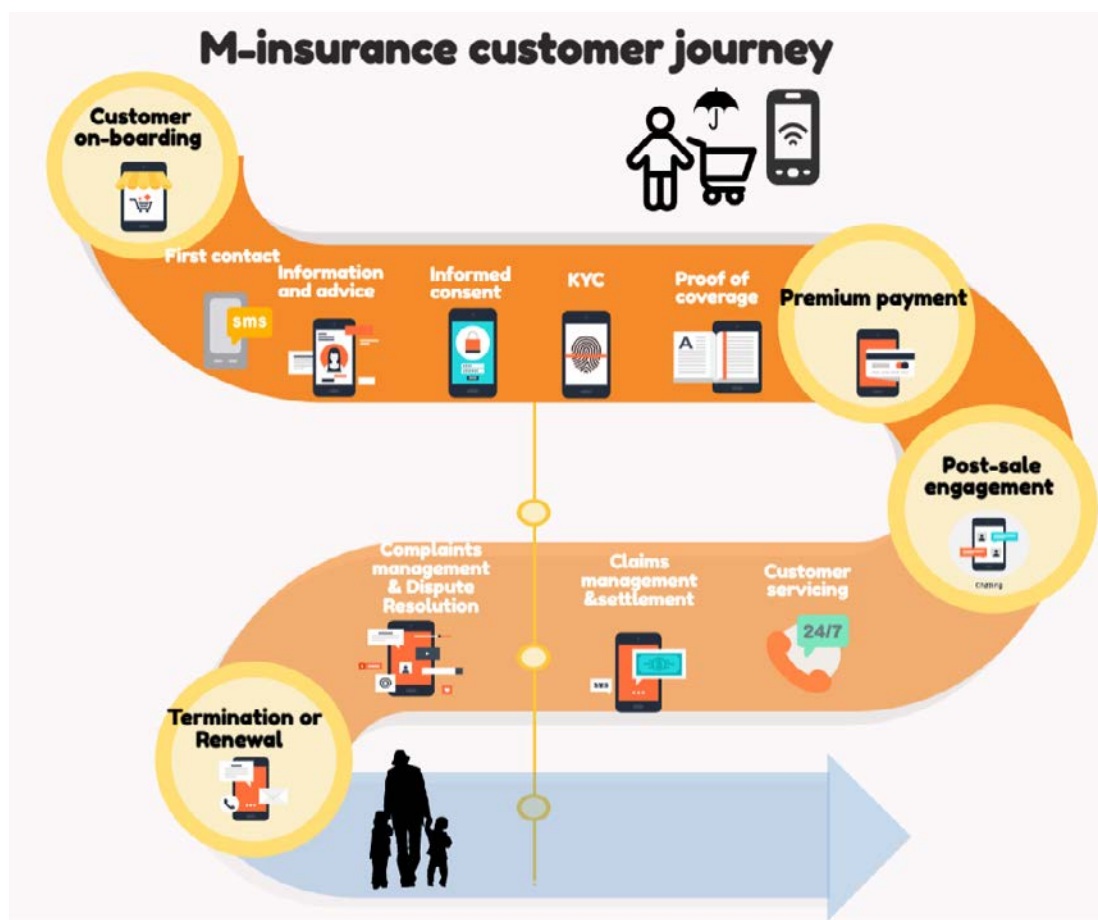 M-insurance customer journey
Customer
on-boarding
First contact
sms
Information
and advice
Informed
consent
KYC
Proof of
coverage
A
Premium payment
Post-sale
engagement
Chatting
Customer
servicing
24/7
Claims
management
&settlement
SMS
Complaints
management
& Dispute
Resolution
@
Termination or
Renewal